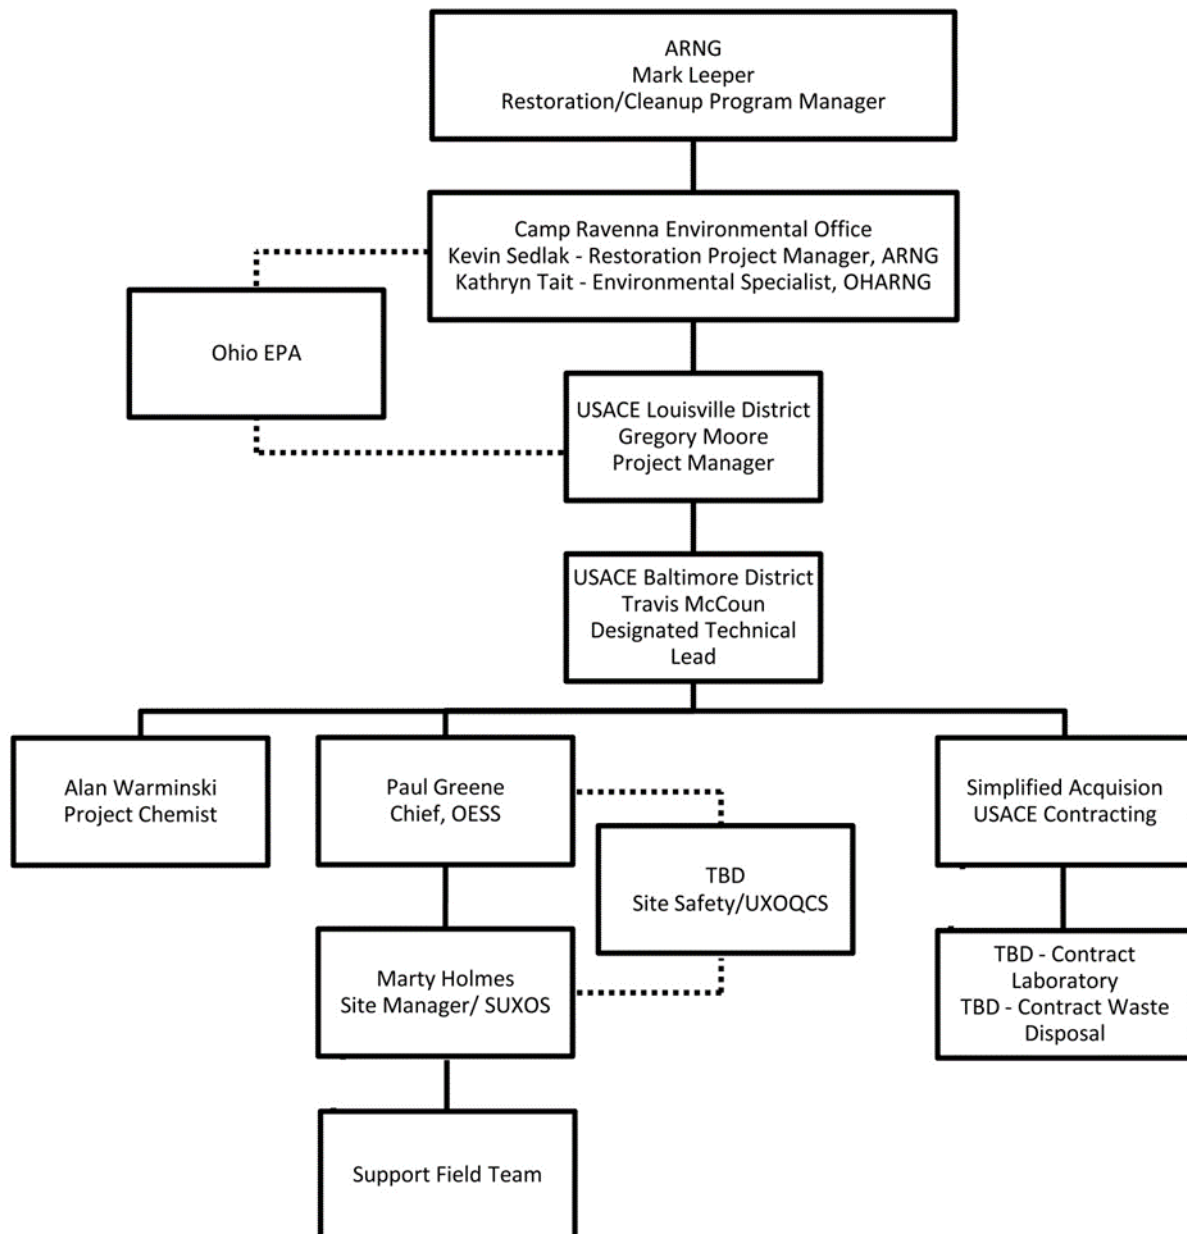 ARNG
Mark Leeper
Restoration/Cleanup Program Manager
Camp Ravenna Environmental Office
Kevin Sedlak - Restoration Project Manager, ARNG
Kathryn Tait - Environmental Specialist, OHARNG
Ohio EPA
USACE Louisville District
Gregory Moore
Project Manager
USACE Baltimore District
Travis McCoun
Designated Technical
Lead
Alan Warminski
Project Chemist
Paul Greene
Chief, OESS
Simplified Acquision
USACE Contracting
TBD
Site Safety/UXOQCS
Marty Holmes
Site Manager/ SUXOS
TBD - Contract
Laboratory
TBD - Contract Waste
Disposal
Support Field Team